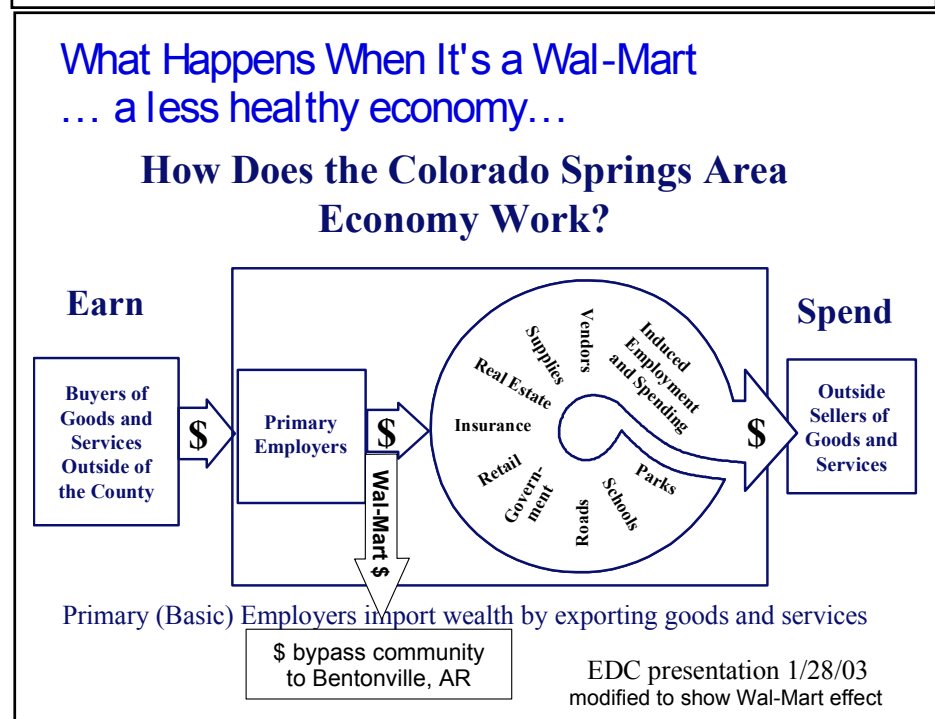 What Happens When It's a Wal-Mart
… a less healthy economy…
How Does the Colorado Springs Area
Economy Work?
Earn
Spend
Buyers of
Goods and
Services
Outside of
the County
$
Primary
Employers
$
Wal-Mart $
Vendors
Supplies
Real Estate
Insurance
Retail
Govern-
ment
Roads
Schools
Parks
Induced
Employment
and Spending
$
Outside
Sellers of
Goods and
Services
Primary (Basic) Employers import wealth by exporting goods and services
$ bypass community
to Bentonville, AR
EDC presentation 1/28/03
modified to show Wal-Mart effect